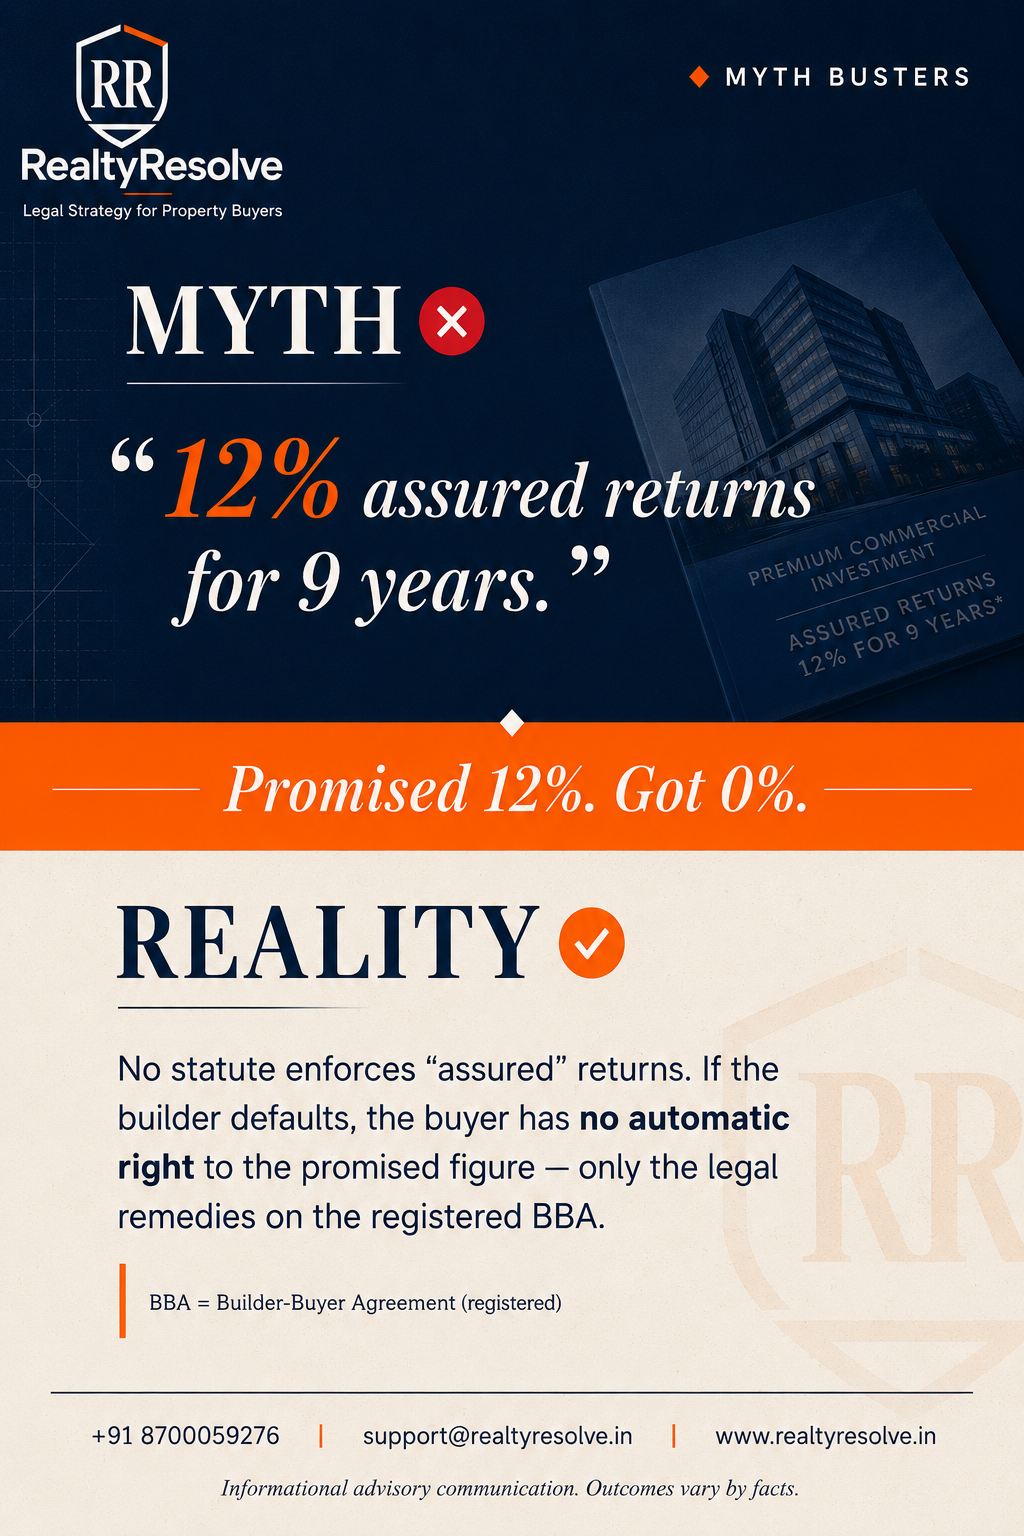 RR
RealtyResolve
Legal Strategy for Property Buyers
MYTH BUSTERS
MYTH
“12% assured returns
for 9 years.”
PREMIUM COMMERCIAL
INVESTMENT
ASSURED RETURNS
12% FOR 9 YEARS*
Promised 12%. Got 0%.
REALITY
No statute enforces “assured” returns. If the
builder defaults, the buyer has no automatic
right to the promised figure — only the legal
remedies on the registered BBA.
RR
BBA = Builder-Buyer Agreement (registered)
+91 8700059276 | support@realtyresolve.in | www.realtyresolve.in
Informational advisory communication. Outcomes vary by facts.